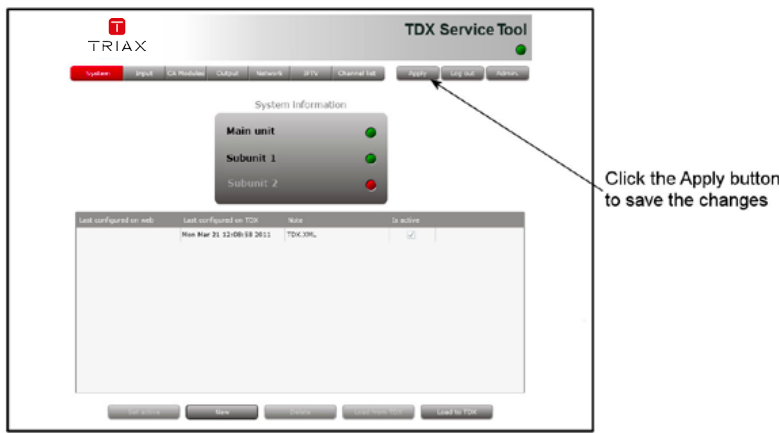 TRIAX
TDX Service Tool
System Input CA Modules Output Network IPTV Channel list Apply Log out Admin.
System Information
Main unit
Subunit 1
Subunit 2
Click the Apply button
to save the changes
Last configured on web Last configured on TDX Note Is active
Mon Mar 21 12:08:58 2011 TDX.XML
Set active New Delete Load from TDX Load to TDX